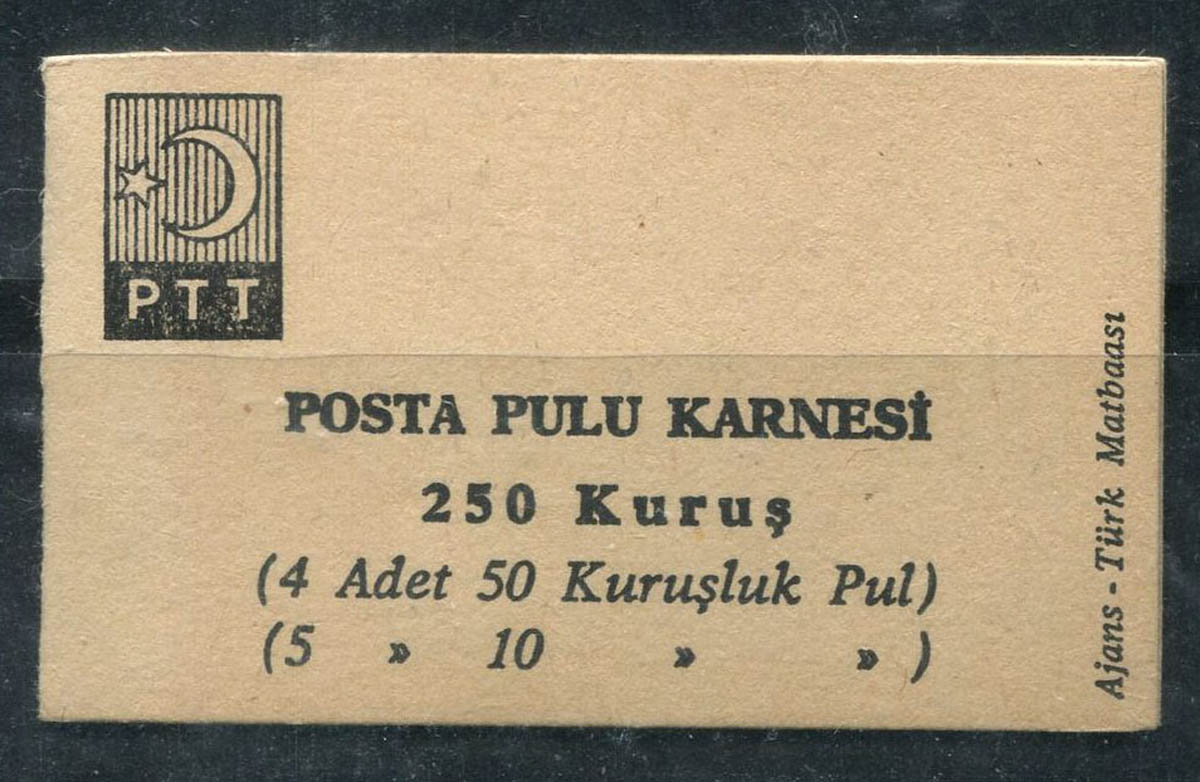 PTT
POSTA PULU KARNESİ
250 Kuruş
(4 Adet 50 Kuruşluk Pul)
(5 » 10 » » )
Ajans - Türk Matbaası